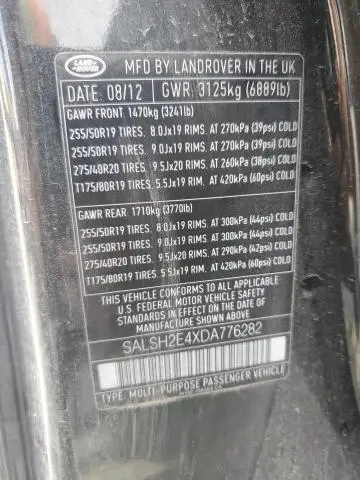 LAND
ROVER
MFD BY LANDROVER IN THE UK
DATE: 08/12 GWR: 3125kg (6889lb)
GAWR FRONT: 1470kg (3241lb)
255/50R19 TIRES. 8.0Jx19 RIMS. AT 270kPA (39psi) COLD
255/50R19 TIRES. 9.0Jx19 RIMS. AT 270kPA (39psi) COLD
275/40R20 TIRES. 9.5Jx20 RIMS. AT 260kPA (38psi) COLD
T175/80R19 TIRES. 5.5Jx19 RIMS. AT 420kPA (60psi) COLD
GAWR REAR: 1710kg (3770lb)
255/50R19 TIRES. 8.0Jx19 RIMS. AT 300kPA (44psi) COLD
255/50R19 TIRES. 9.0Jx19 RIMS. AT 300kPA (44psi) COLD
275/40R20 TIRES. 9.5Jx20 RIMS. AT 290kPA (42psi) COLD
T175/80R19 TIRES. 5.5Jx19 RIMS. AT 420kPA (60psi) COLD
THIS VEHICLE CONFORMS TO ALL APPLICABLE
U.S. FEDERAL MOTOR VEHICLE SAFETY STANDARDS
IN EFFECT ON THE DATE OF MANUFACTURE SHOWN ABOVE
SALSH2E4XDA776282
TYPE: MULTI-PURPOSE PASSENGER VEHICLE